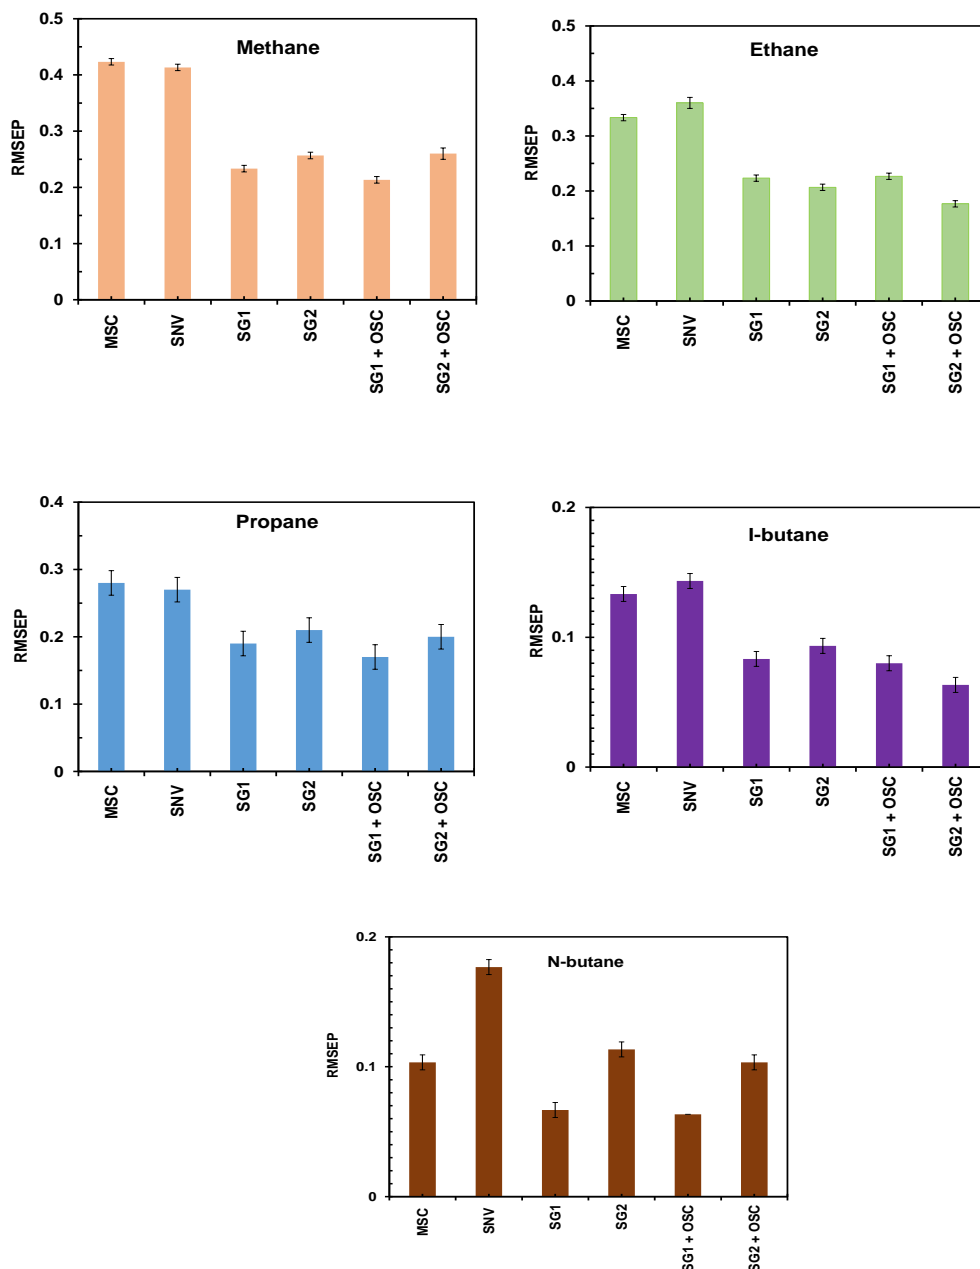 Methane
RMSEP
0.5
0.4
0.3
0.2
0.1
0
MSC
SNV
SG1
SG2
SG1 + OSC
SG2 + OSC
Ethane
RMSEP
0.5
0.4
0.3
0.2
0.1
0
MSC
SNV
SG1
SG2
SG1 + OSC
SG2 + OSC
Propane
RMSEP
0.4
0.3
0.2
0.1
0
MSC
SNV
SG1
SG2
SG1 + OSC
SG2 + OSC
I-butane
RMSEP
0.2
0.1
0
MSC
SNV
SG1
SG2
SG1 + OSC
SG2 + OSC
N-butane
RMSEP
0.2
0.1
0
MSC
SNV
SG1
SG2
SG1 + OSC
SG2 + OSC